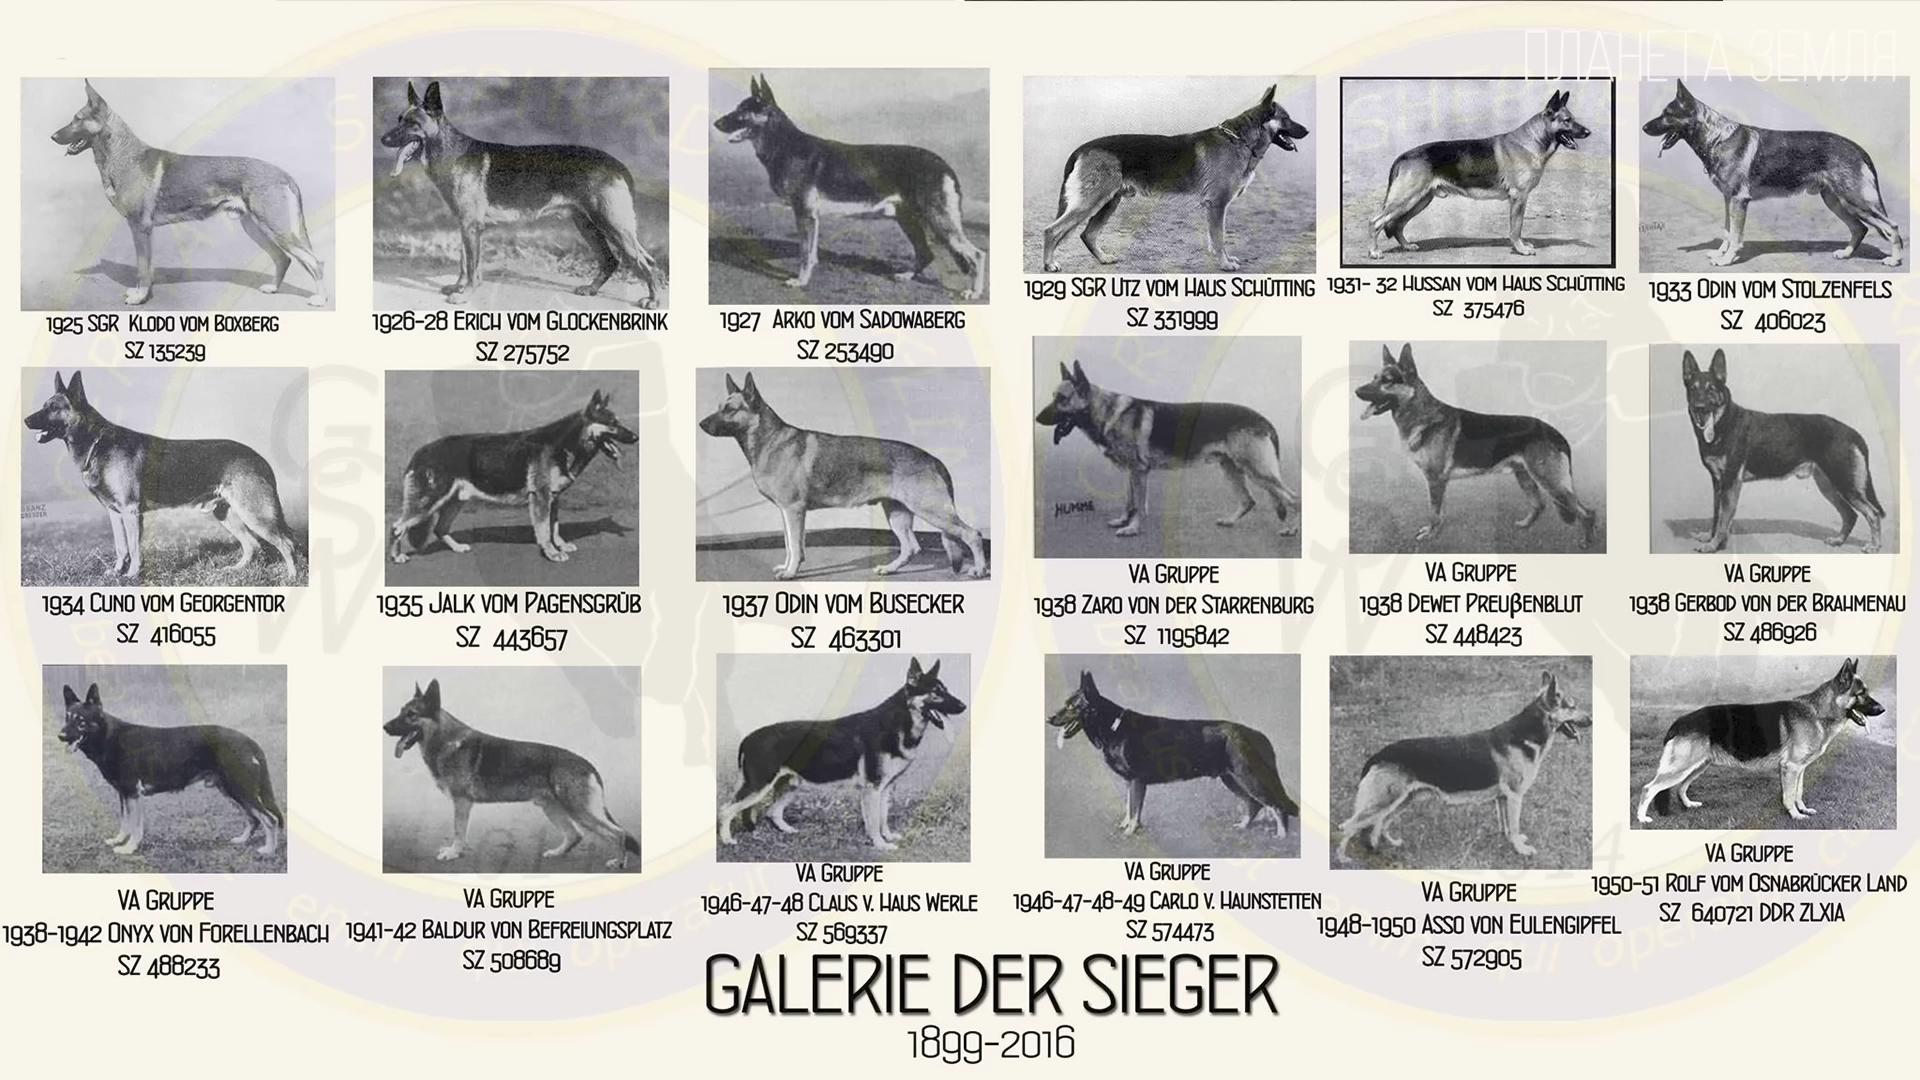 ПЛАНЕТА ЗЕМЛЯ
1925 SGR Klodo vom Boxberg
SZ 135239
1926-28 Erich vom Glockenbrink
SZ 275752
1927 Arko vom Sadowaberg
SZ 253490
1929 SGR Utz vom Haus Schütting
SZ 331999
1931- 32 Hussan vom Haus Schütting
SZ 375476
1933 Odin vom Stolzenfels
SZ 406023
1934 Cuno vom Georgentor
SZ 416055
1935 Jalk vom Pagensgrüb
SZ 443657
1937 Odin vom Busecker
SZ 463301
HUMME
VA Gruppe
1938 Zaro von der Starrenburg
SZ 1195842
VA Gruppe
1938 Dewet Preußenblut
SZ 448423
VA Gruppe
1938 Gerbod von der Brahmenau
SZ 486926
VA Gruppe
1938-1942 Onyx von Forellenbach
SZ 488233
VA Gruppe
1941-42 Baldur von Befreiungsplatz
SZ 508689
VA Gruppe
1946-47-48 Claus v. Haus Werle
SZ 569337
VA Gruppe
1946-47-48-49 Carlo v. Haunstetten
SZ 574473
VA Gruppe
1948-1950 Asso von Eulengipfel
SZ 572905
VA Gruppe
1950-51 Rolf vom Osnabrücker Land
SZ 640721 DDR ZLXIA
GALERIE DER SIEGER
1899-2016